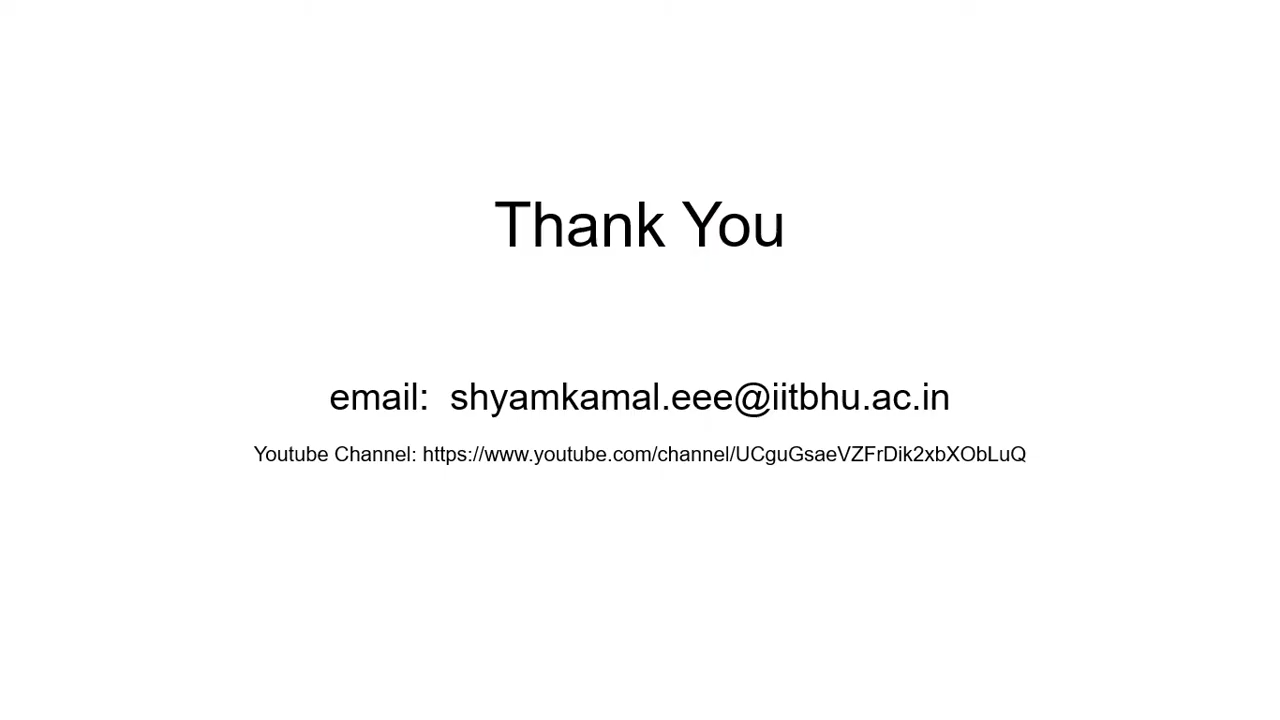 Thank You
email:  shyamkamal.eee@iitbhu.ac.in
Youtube Channel: https://www.youtube.com/channel/UCguGsaeVZFrDik2xbXObLuQ